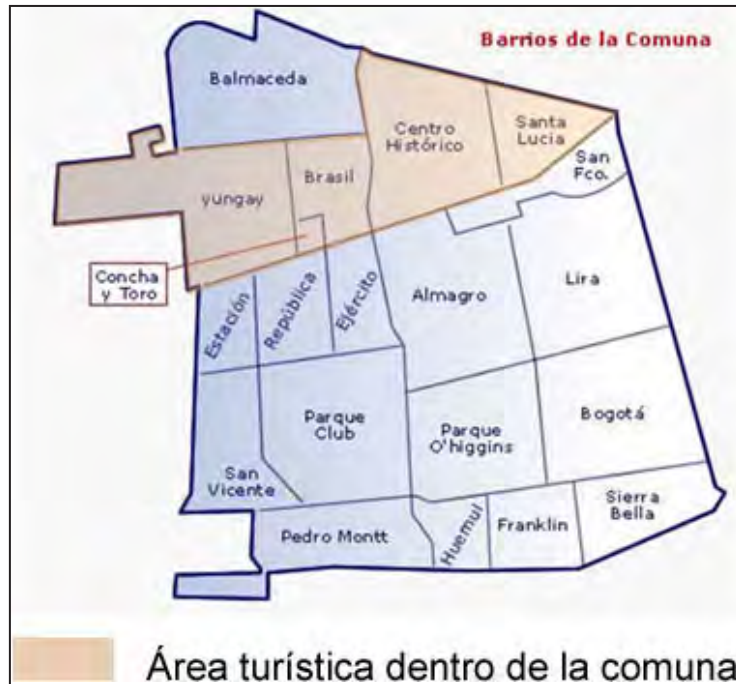 Barrios de la Comuna
Balmaceda
Centro
Histórico
Santa
Lucia
San
Fco.
Brasil
yungay
Concha
y Toro
Estación
República
Ejército
Almagro
Lira
Parque
Club
Parque
O'higgins
Bogotá
San
Vicente
Pedro Montt
Huemul
Franklin
Sierra
Bella
Área turística dentro de la comuna